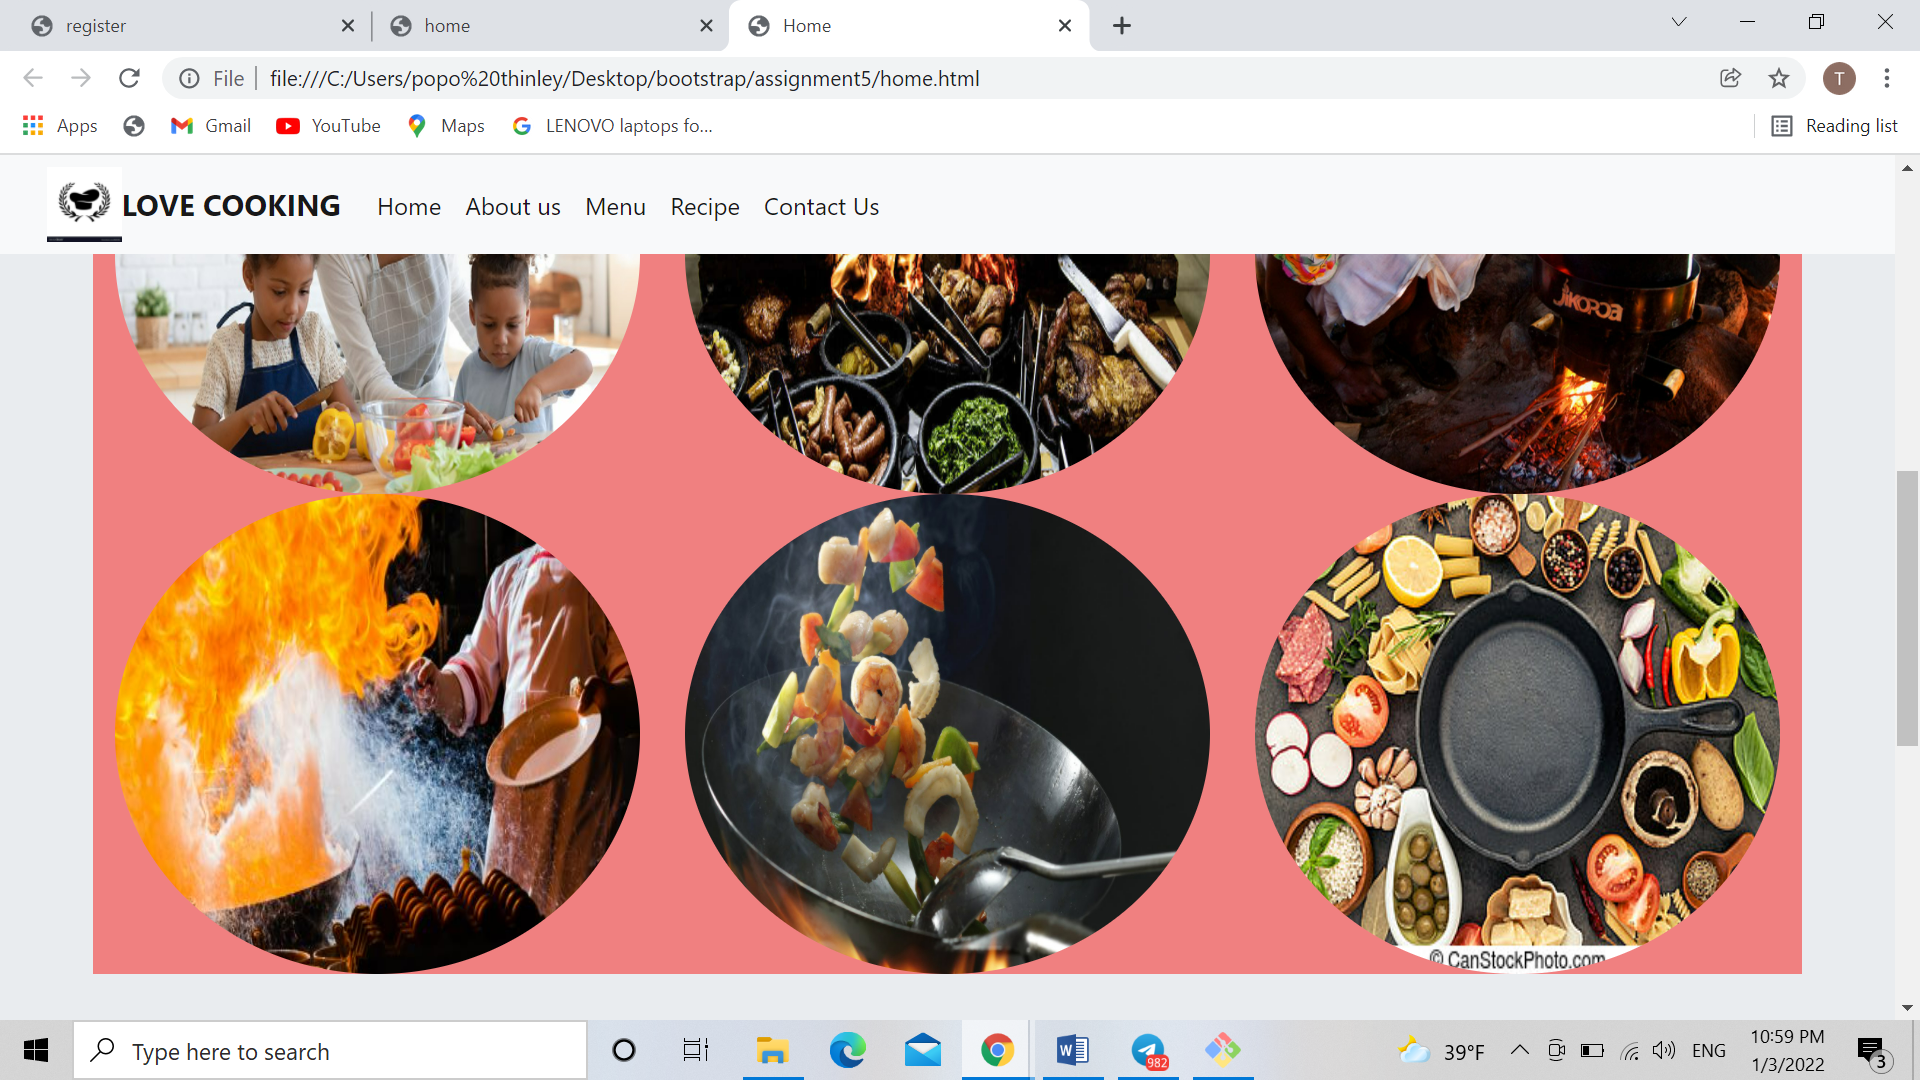 register
home
Home
File
file:///C:/Users/popo%20thinley/Desktop/bootstrap/assignment5/home.html
T
Apps
Gmail
YouTube
Maps
LENOVO laptops fo...
Reading list
LOVE COOKING
Home
About us
Menu
Recipe
Contact Us
JIKOPOA
© CanStockPhoto.com
Type here to search
982
39°F
ENG
10:59 PM
1/3/2022
3